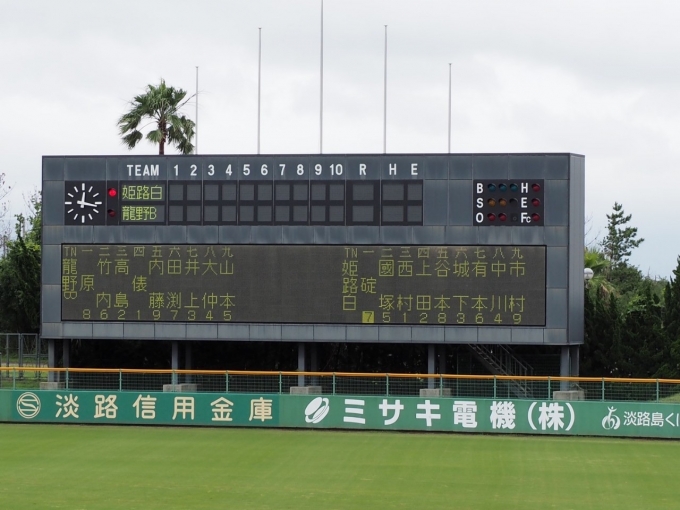 TEAM 1 2 3 4 5 6 7 8 9 10 R H E
姫路白
龍野B
B H
S E
O Fc
TN 一 二 三 四 五 六 七 八 九
龍野B 原 竹内 高島 俵 内藤 田渕 井上 大仲 山本
8 6 2 1 9 7 3 4 5
TN 一 二 三 四 五 六 七 八 九
姫路白 碇 國塚 西村 上田 谷本 城下 有本 中川 市村
7 5 1 2 8 3 6 4 9
淡路信用金庫
ミサキ電機(株)
淡路島くに